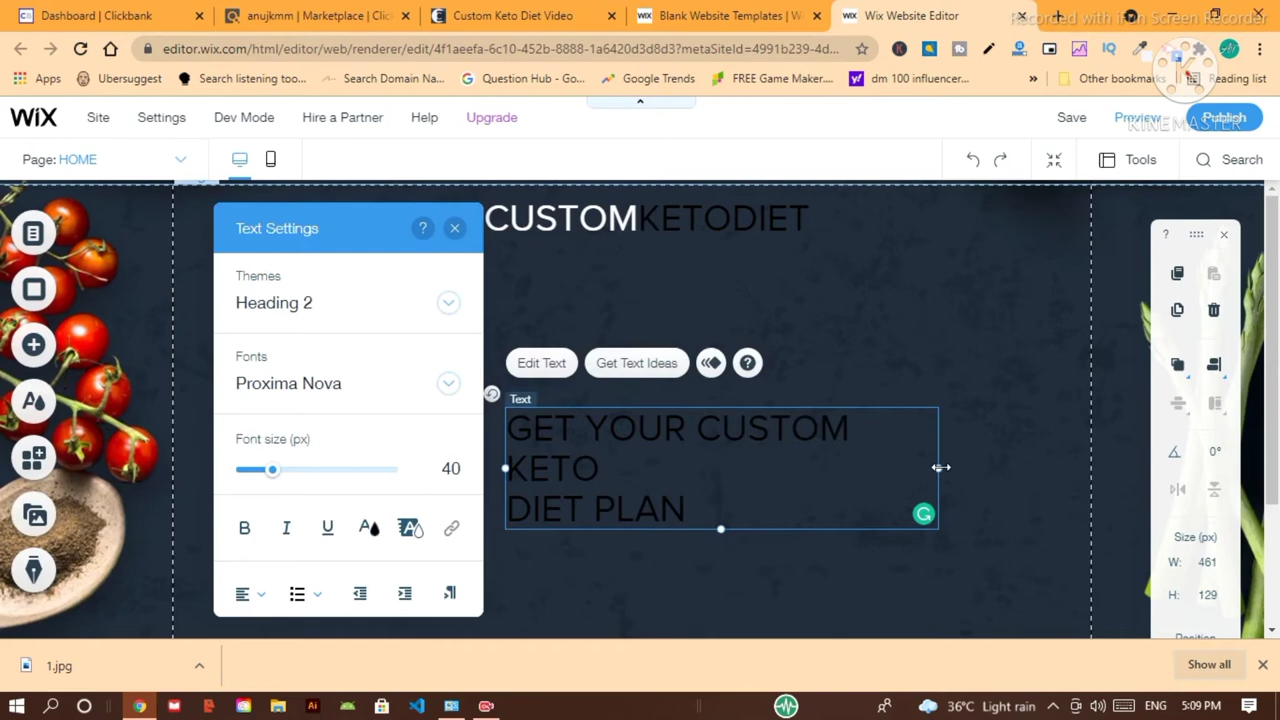 Dashboard | Clickbank
anujkmm | Marketplace | Clic
Custom Keto Diet Video
Blank Website Templates | W
Wix Website Editor
Recorded with iFun Screen Recorder
editor.wix.com/html/editor/web/renderer/edit/4f1aeefa-6c10-452b-8888-1a6420d3d8d3?metaSiteId=4991b239-4d...
Apps
Ubersuggest
Search listening too...
Search Domain Na...
Question Hub - Go...
Google Trends
FREE Game Maker....
dm 100 influencer...
»
Other bookmarks
Reading list
WiX
Site
Settings
Dev Mode
Hire a Partner
Help
Upgrade
Save
Preview
Publish
KINEMASTER
Page: HOME
Tools
Search
CUSTOMKETODIET
Text Settings
?
Themes
Heading 2
Fonts
Proxima Nova
Font size (px)
40
B I U A A
Edit Text
Get Text Ideas
?
Text
GET YOUR CUSTOM
KETO
DIET PLAN
?
0°
Size (px)
W: 461
H: 129
1.jpg
Show all
36°C Light rain
ENG
5:09 PM